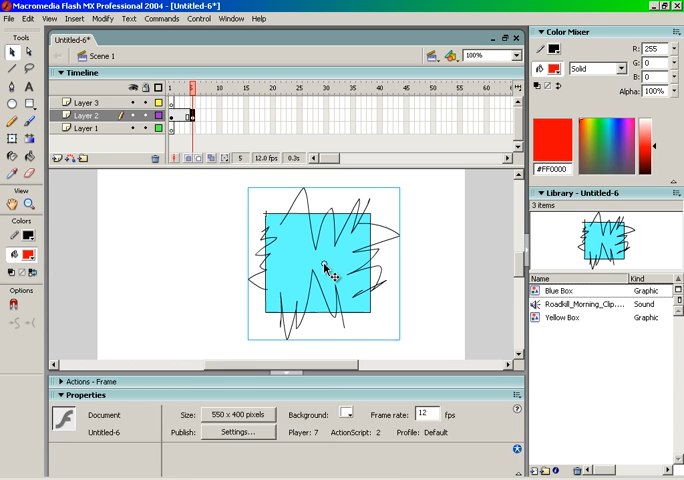 Macromedia Flash MX Professional 2004 - [Untitled-6*]
File Edit View Insert Modify Text Commands Control Window Help
Tools
Untitled-6*
Scene 1
100%
Timeline
1 5 10 15 20 25 30 35 40 45 50 55 60
Layer 3
Layer 2
Layer 1
5 12.0 fps 0.3s
View
Colors
Options
Actions - Frame
Properties
Document
Untitled-6
Size: 550 x 400 pixels
Background:
Frame rate: 12 fps
Publish: Settings...
Player: 7 ActionScript: 2 Profile: Default
Color Mixer
R: 255
Solid
G: 0
B: 0
Alpha: 100%
#FF0000
Library - Untitled-6
3 items
Name Kind
Blue Box Graphic
Roadkill_Morning_Clip.... Sound
Yellow Box Graphic